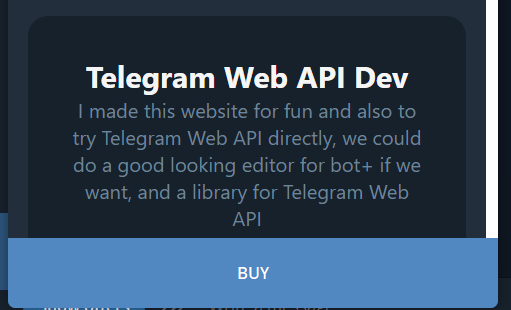 Telegram Web API Dev
I made this website for fun and also to
try Telegram Web API directly, we could
do a good looking editor for bot+ if we
want, and a library for Telegram Web
API
BUY